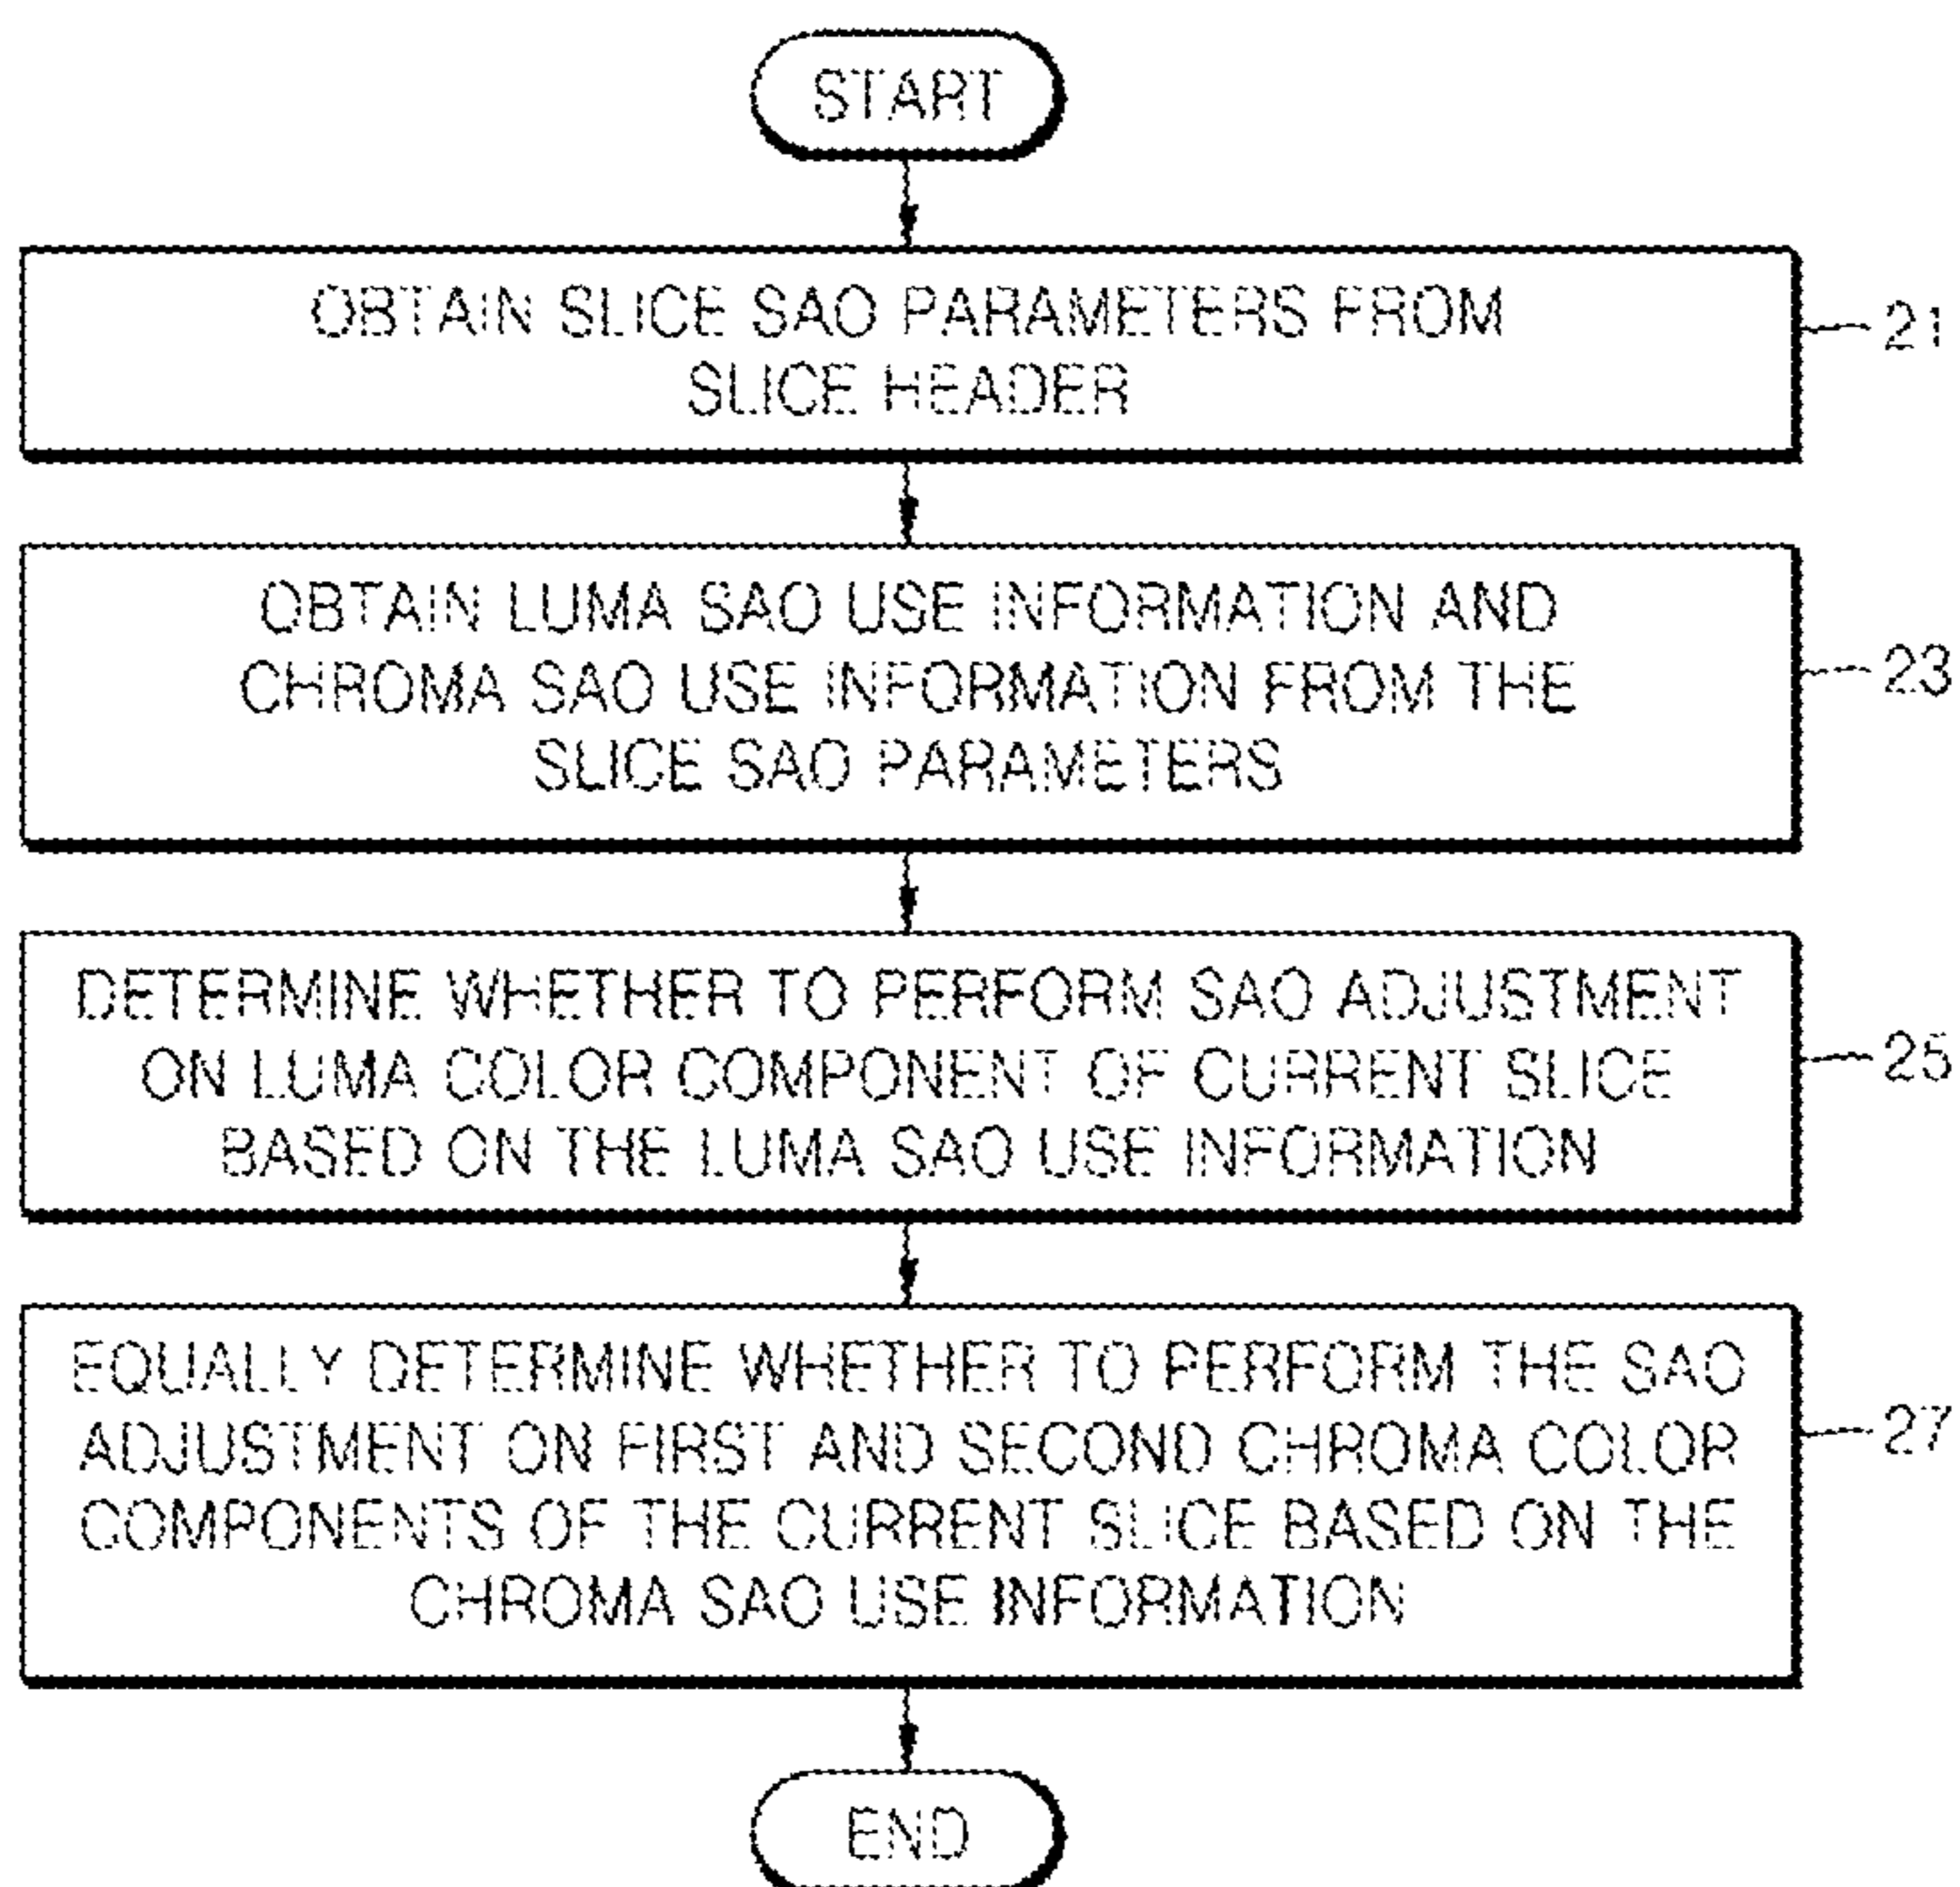 START
OBTAIN SLICE SAO PARAMETERS FROM
SLICE HEADER
21
OBTAIN LUMA SAO USE INFORMATION AND
CHROMA SAO USE INFORMATION FROM THE
SLICE SAO PARAMETERS
23
DETERMINE WHETHER TO PERFORM SAO ADJUSTMENT
ON LUMA COLOR COMPONENT OF CURRENT SLICE
BASED ON THE LUMA SAO USE INFORMATION
25
EQUALLY DETERMINE WHETHER TO PERFORM THE SAO
ADJUSTMENT ON FIRST AND SECOND CHROMA COLOR
COMPONENTS OF THE CURRENT SLICE BASED ON THE
CHROMA SAO USE INFORMATION
27
END